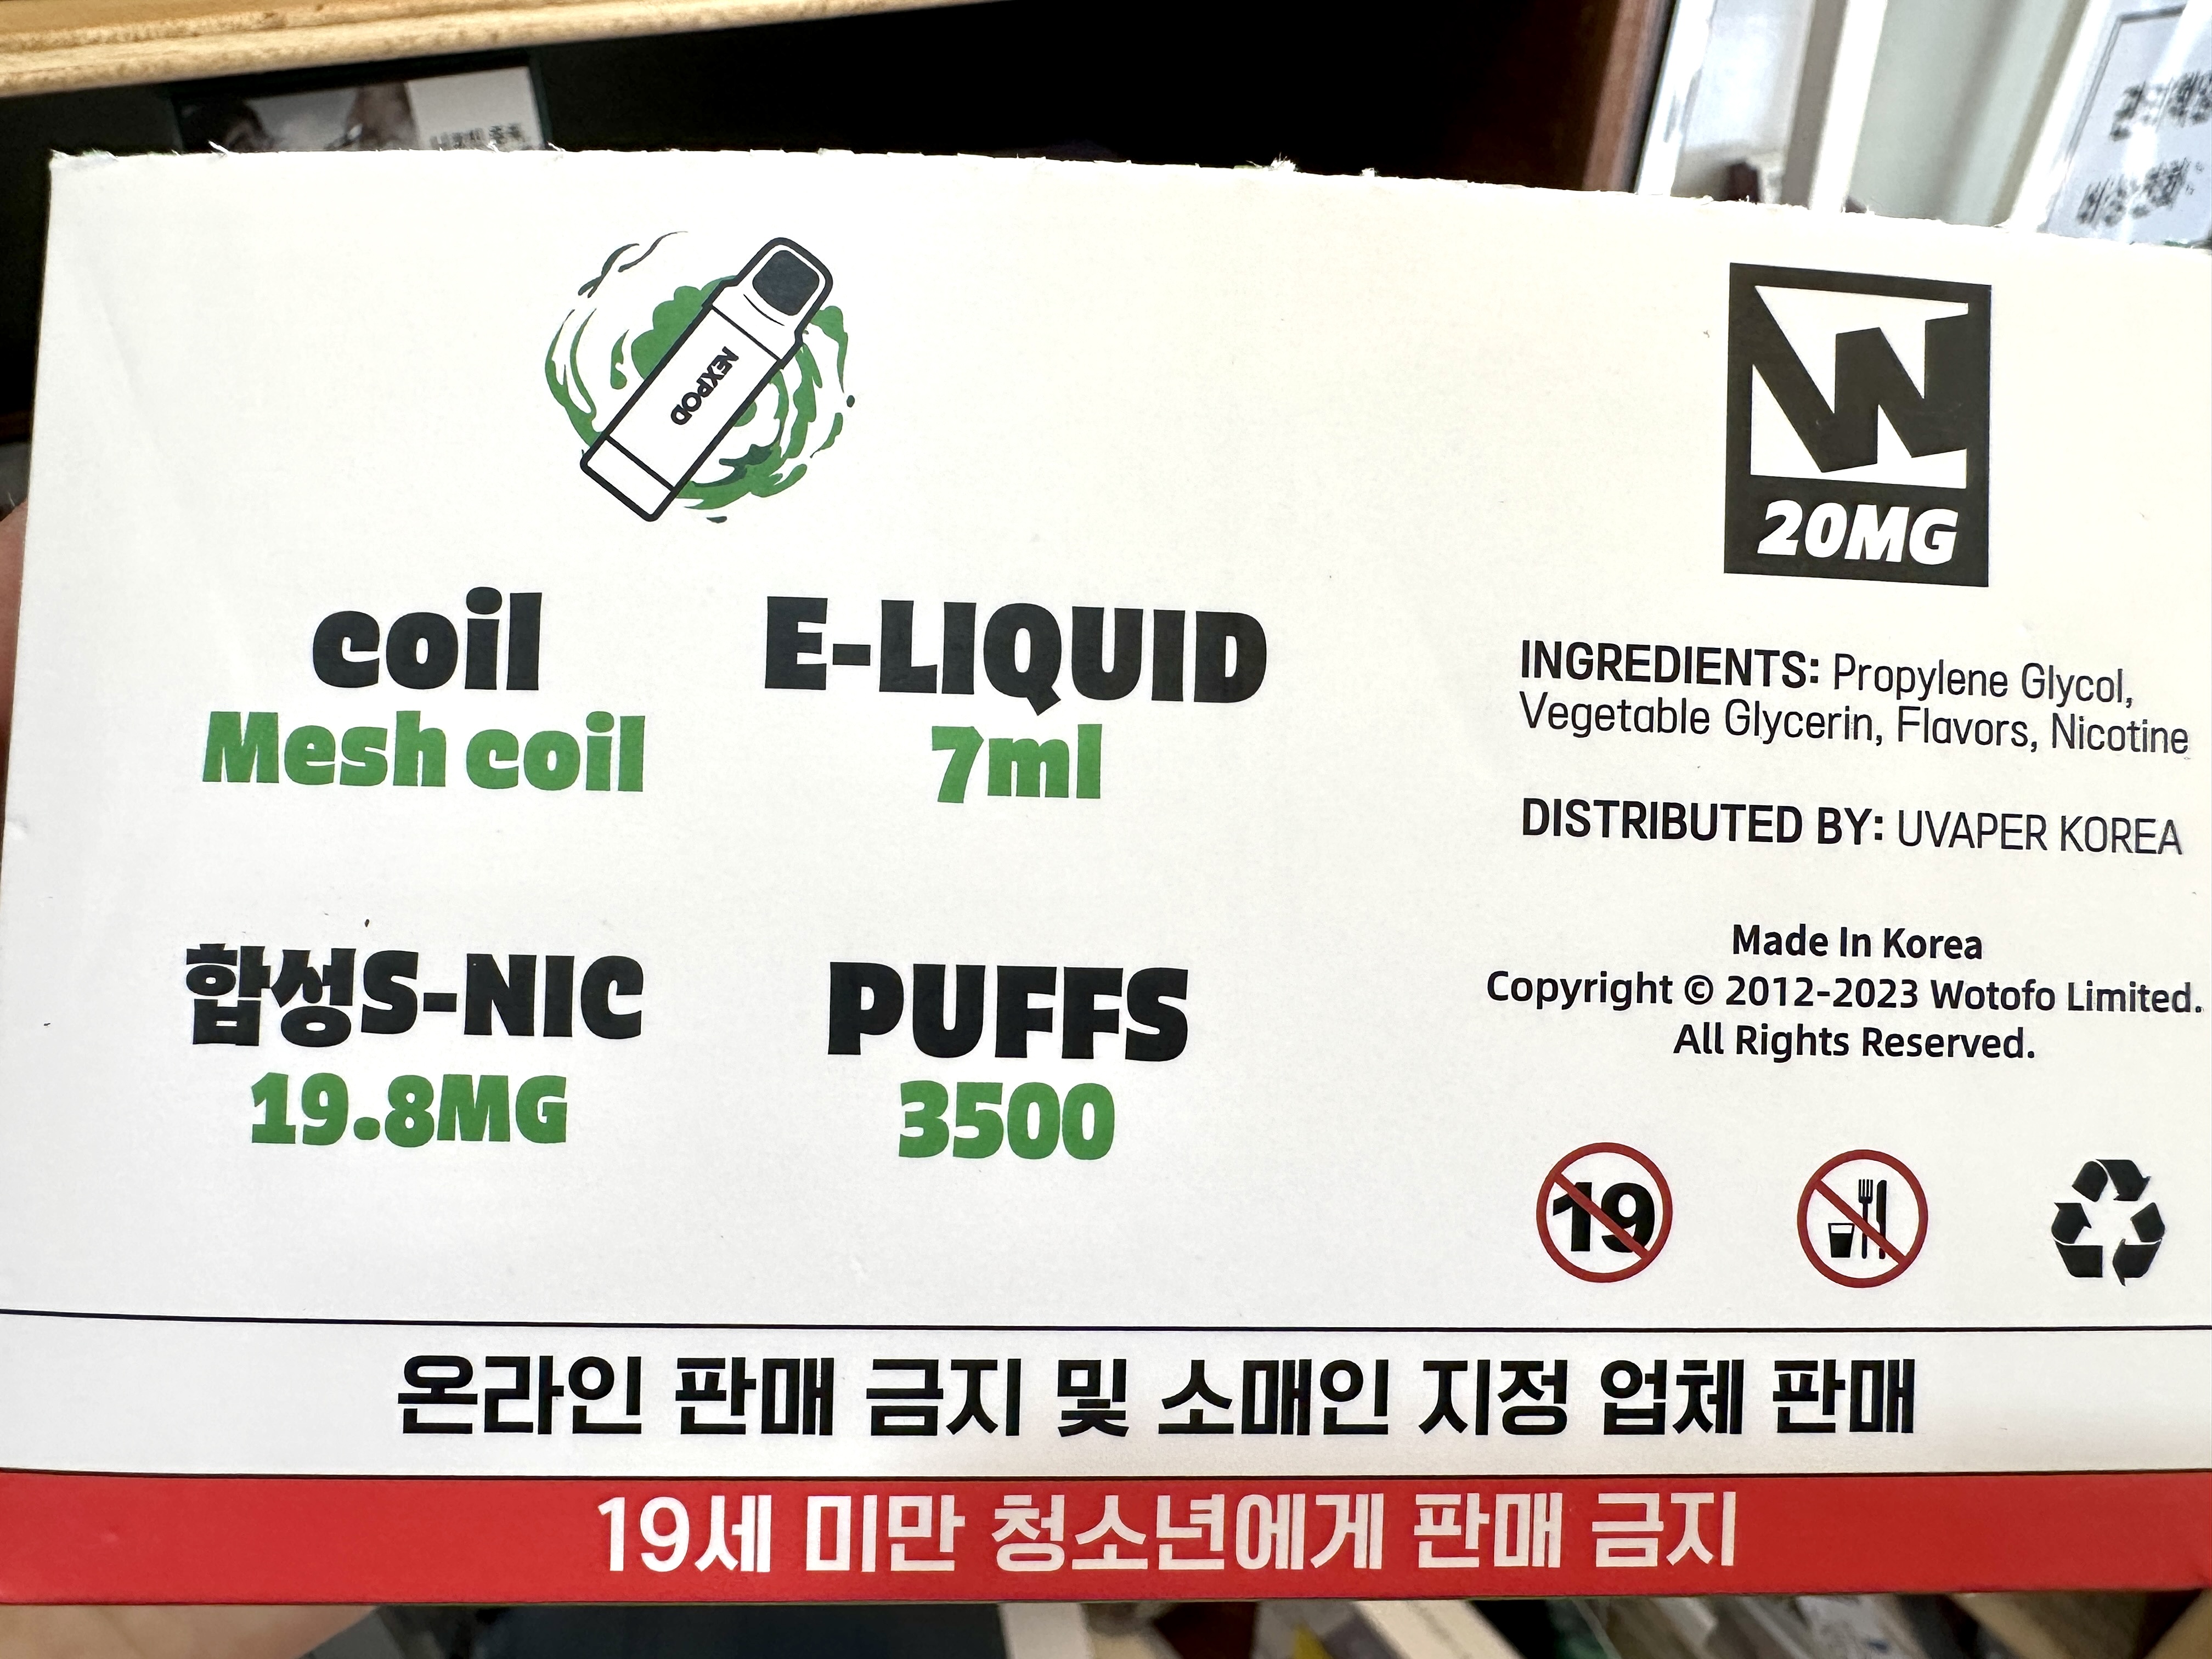 NEXPOD
W
20MG
coil
Mesh coil
E-LIQUID
7ml
합성S-NIC
19.8MG
PUFFS
3500
INGREDIENTS: Propylene Glycol,
Vegetable Glycerin, Flavors, Nicotine
DISTRIBUTED BY: UVAPER KOREA
Made In Korea
Copyright © 2012-2023 Wotofo Limited.
All Rights Reserved.
19
온라인 판매 금지 및 소매인 지정 업체 판매
19세 미만 청소년에게 판매 금지